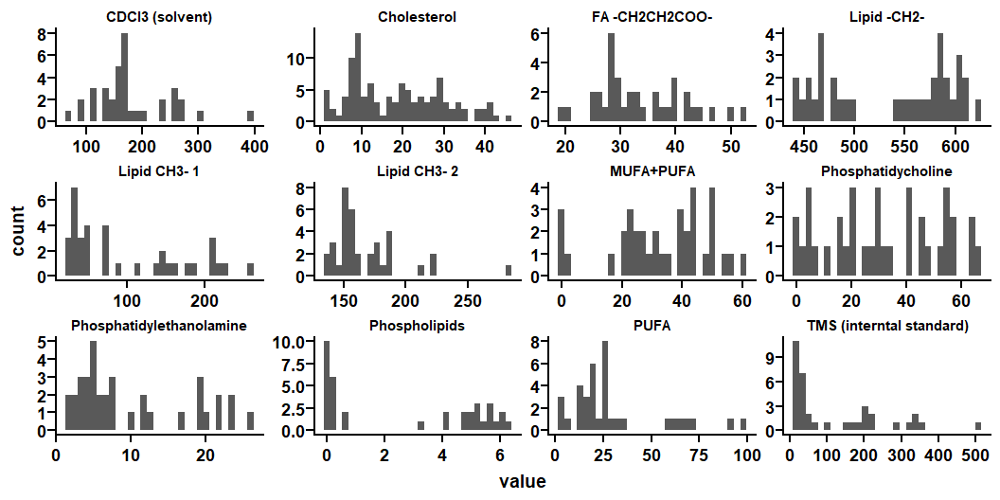 CDCl3 (solvent) Cholesterol FA -CH2CH2COO- Lipid -CH2-
8 6 4 3 0
100 200 300 400
10 5 0
0 10 20 30 40
6 4 2 0
20 30 40 50
4 3 2 1 0
450 500 550 600
Lipid CH3- 1 Lipid CH3- 2 MUFA+PUFA Phosphatidycholine
6 4 2 0
100 200
8 6 4 2 0
150 200 250
4 3 2 1 0
0 20 40 60
3 2 1 0
0 20 40 60
Phosphatidylethanolamine Phospholipids PUFA TMS (interntal standard)
5 4 3 2 1 0
0 10 20
10.0 7.5 5.0 2.5 0.0
0 2 4 6
8 6 4 2 0
0 25 50 75 100
9 6 3 0
0 100 200 300 400 500
count
value